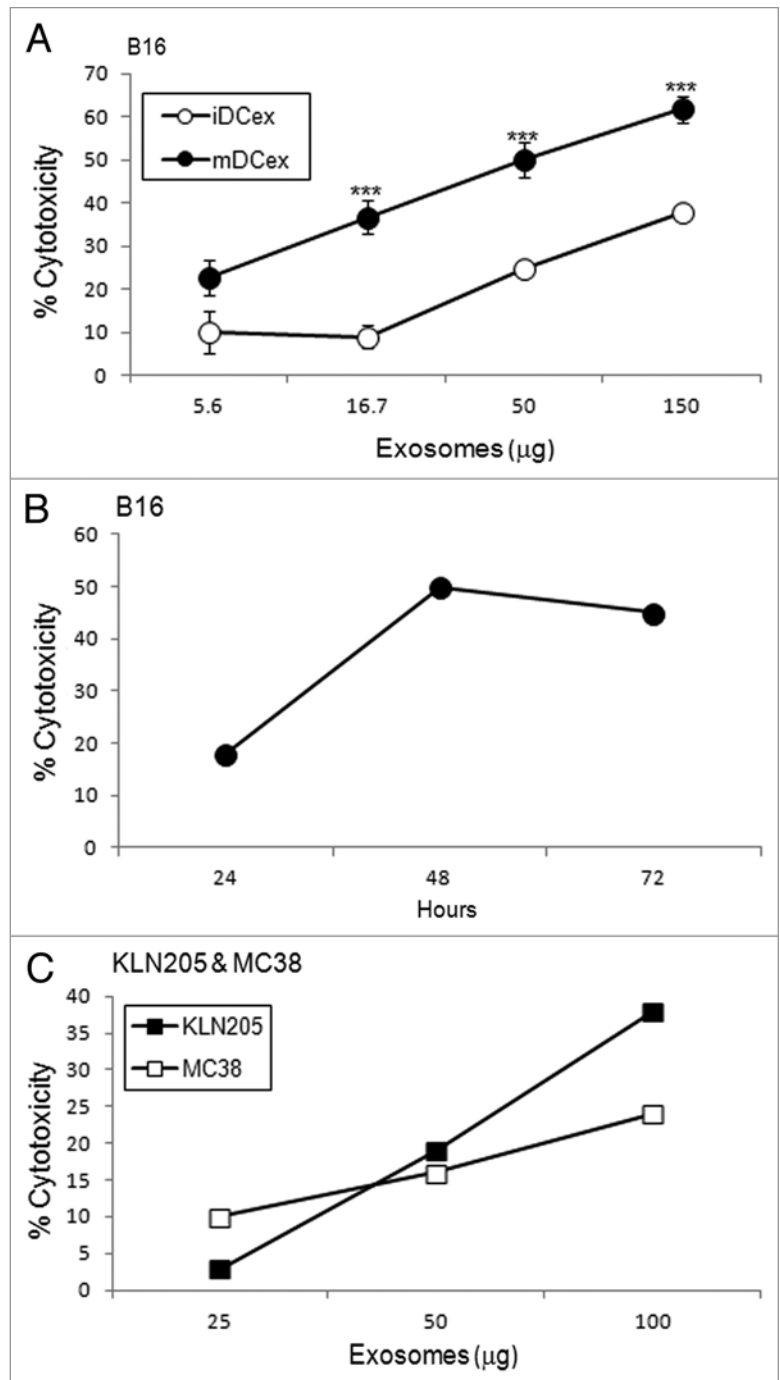 A
B16
70
60
50
40
30
20
10
0
% Cytotoxicity
iDCex
mDCex
***
***
***
5.6 16.7 50 150
Exosomes (µg)
B
B16
60
50
40
30
20
10
0
% Cytotoxicity
24 48 72
Hours
C
KLN205 & MC38
40
35
30
25
20
15
10
5
0
% Cytotoxicity
KLN205
MC38
25 50 100
Exosomes (µg)